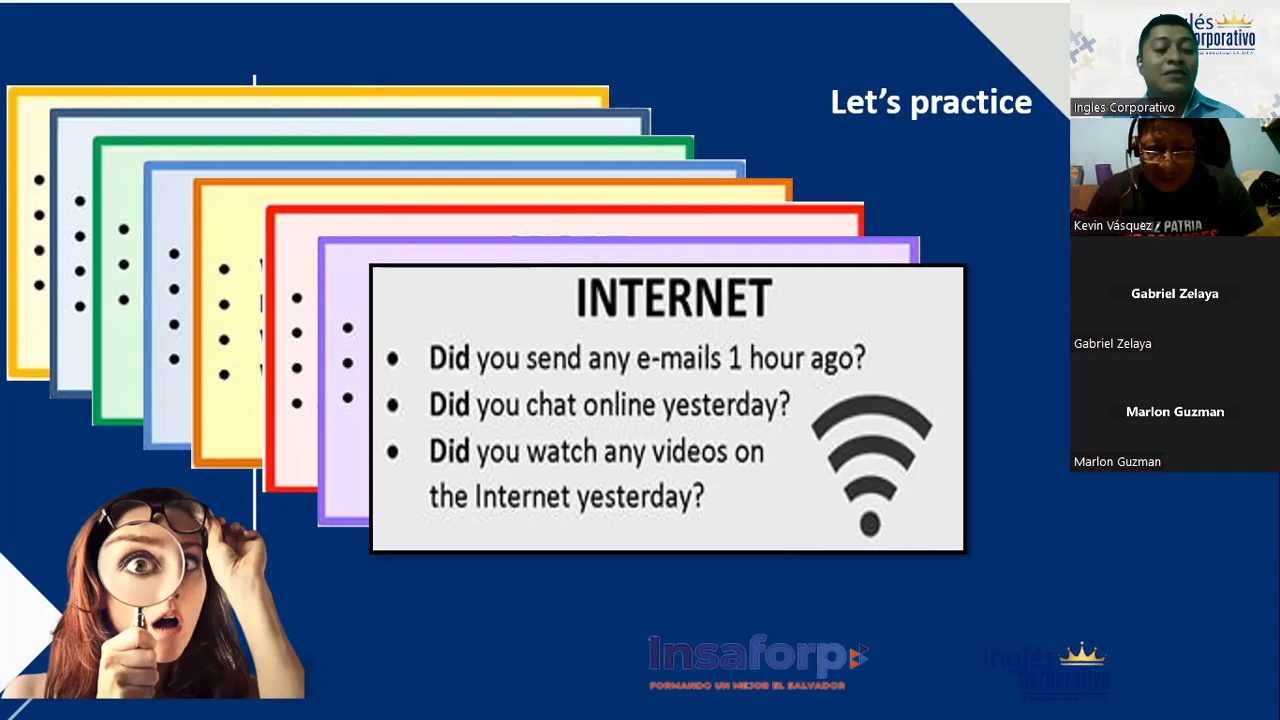 Let's practice
INTERNET
• Did you send any e-mails 1 hour ago?
• Did you chat online yesterday?
• Did you watch any videos on
the Internet yesterday?
Insaforp
FORMANDO UN MEJOR EL SALVADOR
Inglés
Corporativo
Inglés
Corporativo
Ingles Corporativo
PATRIA
Kevin Vásquez
Gabriel Zelaya
Gabriel Zelaya
Marlon Guzman
Marlon Guzman